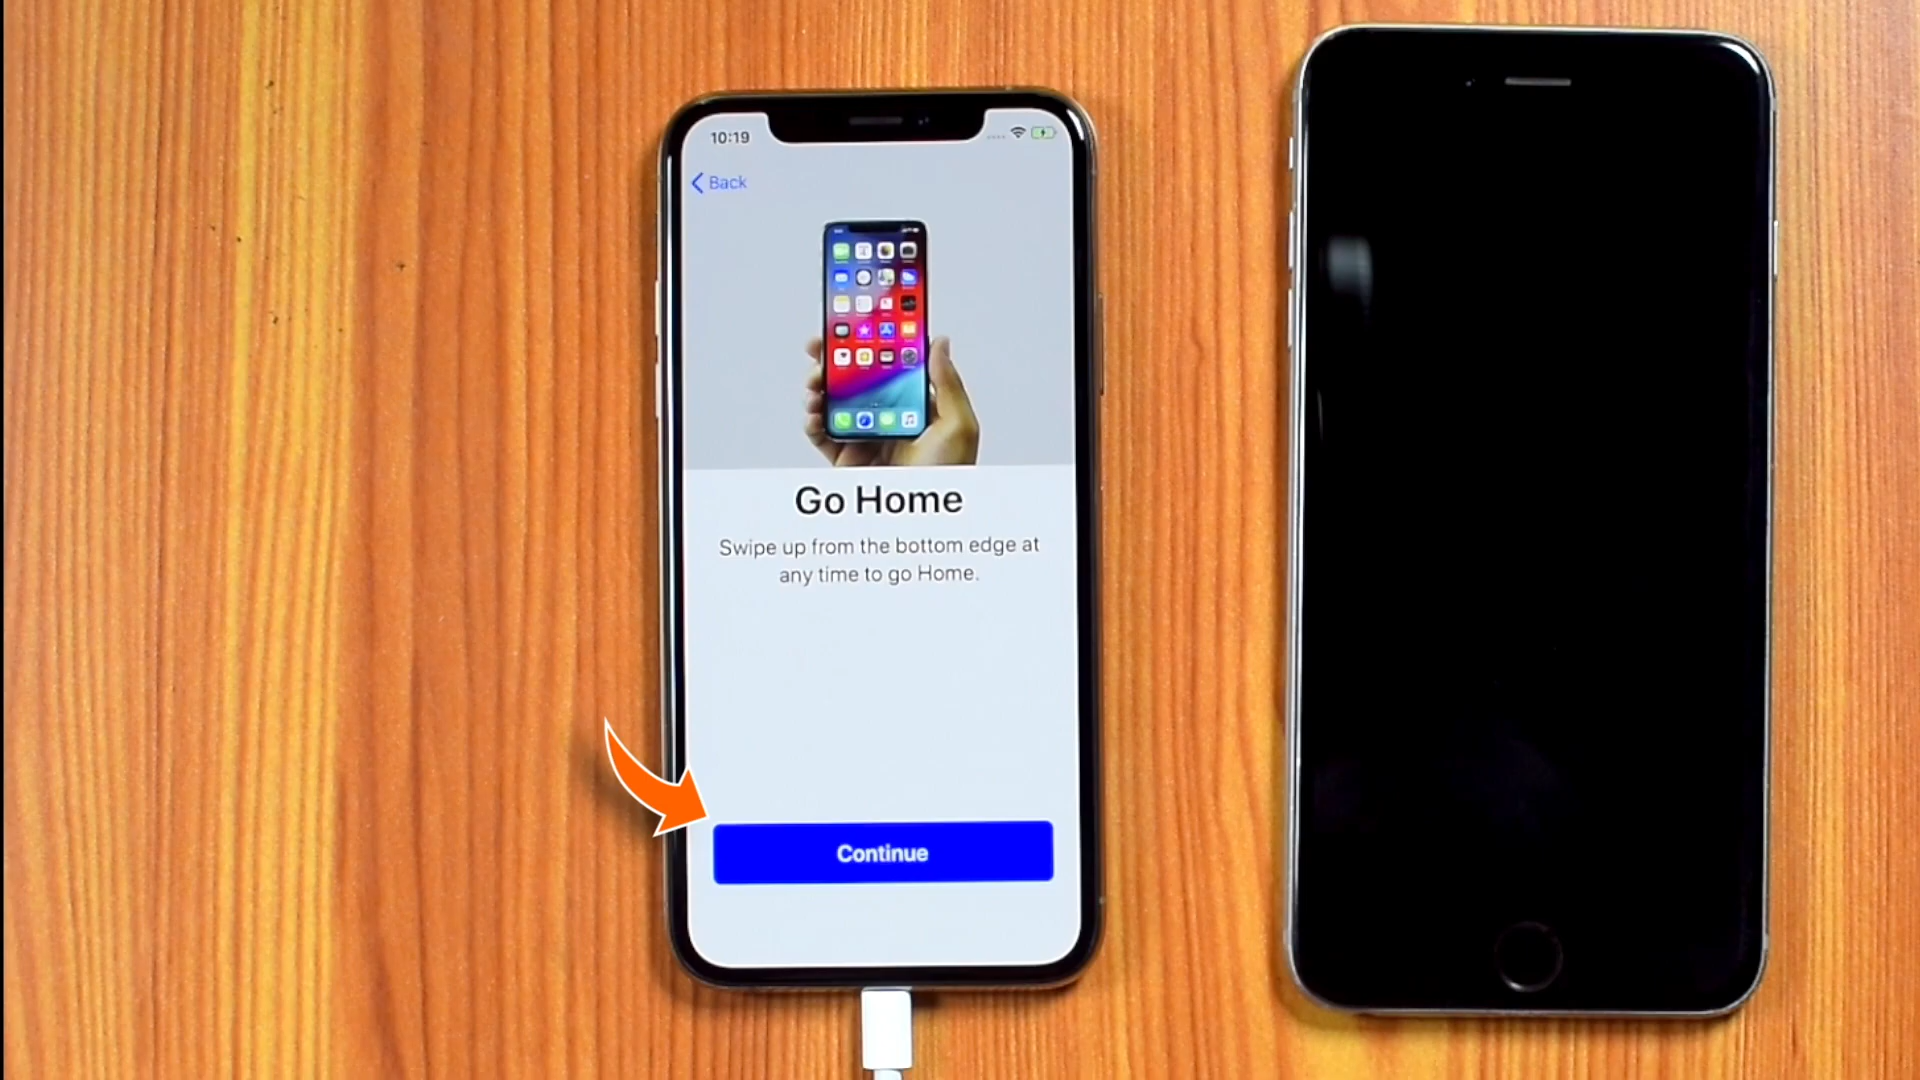 10:19
Back
Go Home
Swipe up from the bottom edge at
any time to go Home.
Continue